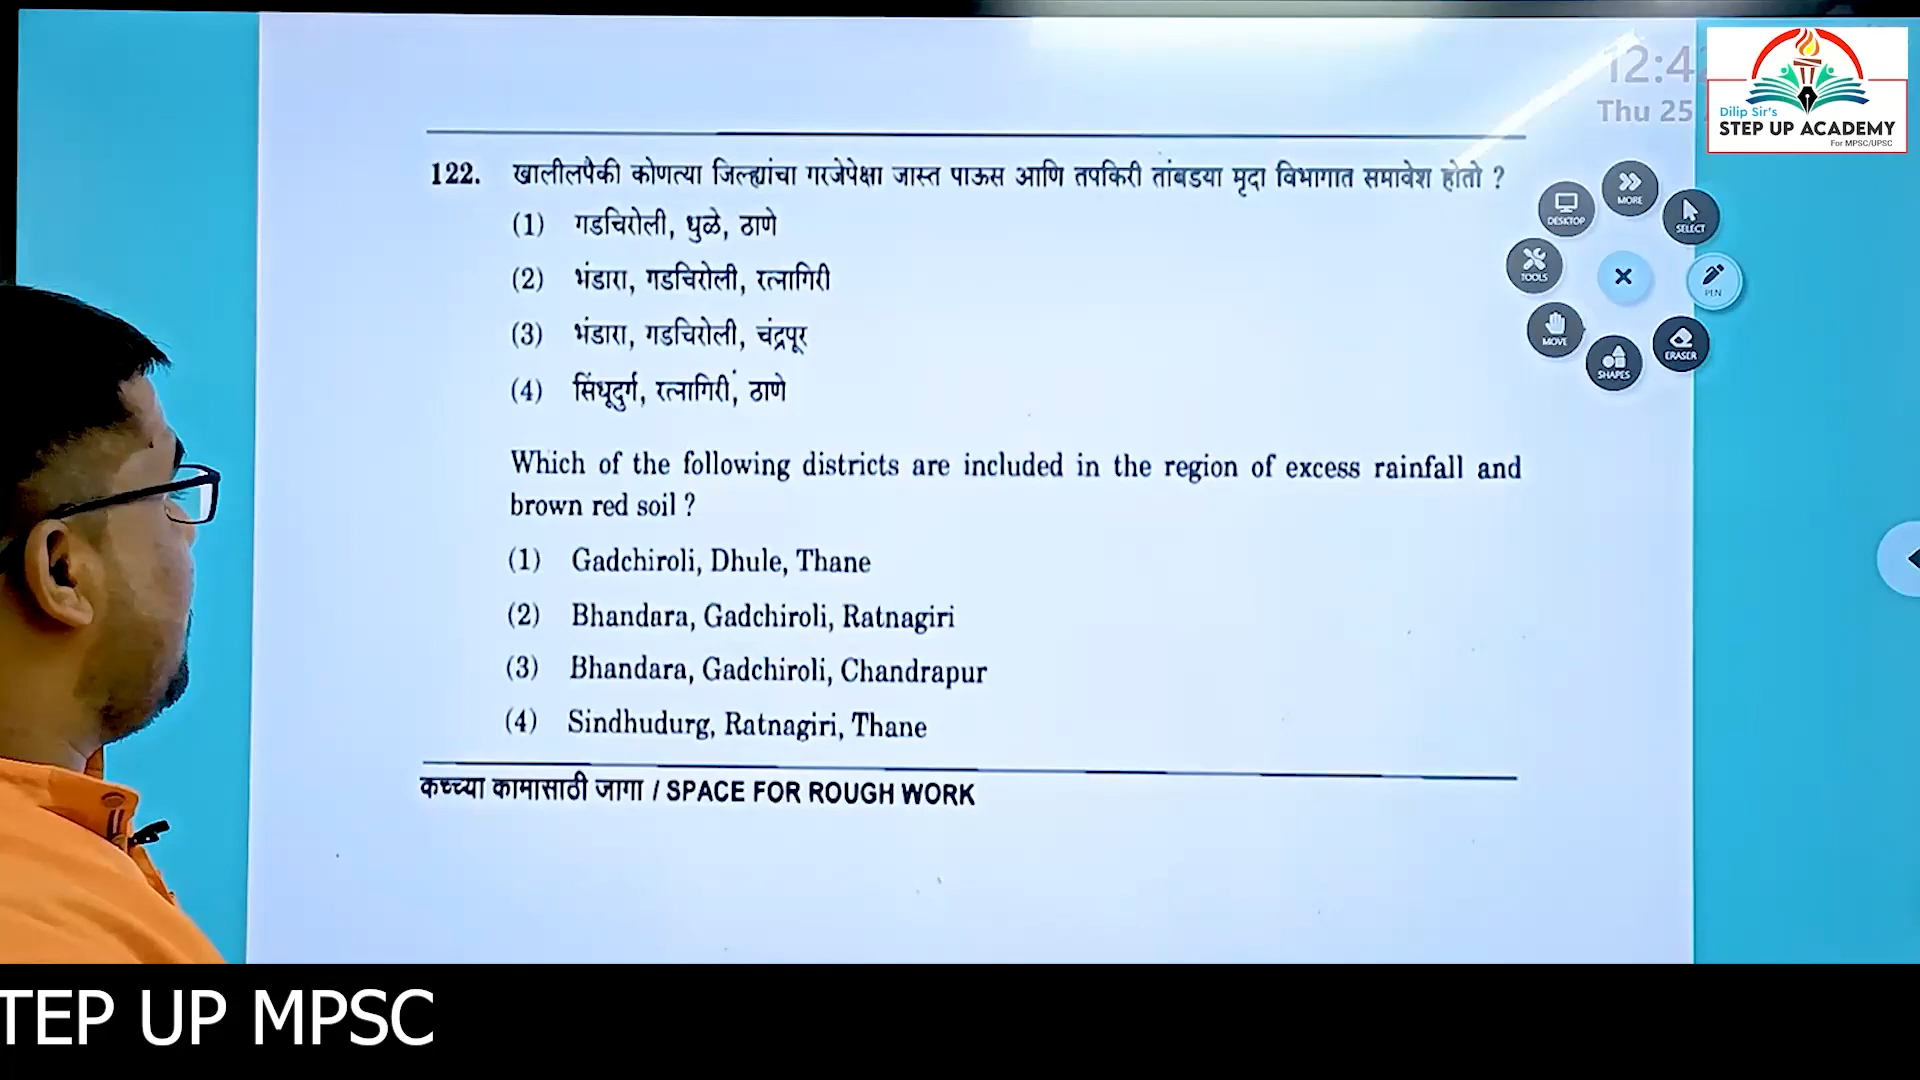 12:4
Thu 25
Dilip Sir's
STEP UP ACADEMY
For MPSC/UPSC
122. खालीलपैकी कोणत्या जिल्ह्यांचा गरजेपेक्षा जास्त पाऊस आणि तपकिरी तांबडया मृदा विभागात समावेश होतो ?
(1) गडचिरोली, धुळे, ठाणे
(2) भंडारा, गडचिरोली, रत्नागिरी
(3) भंडारा, गडचिरोली, चंद्रपूर
(4) सिंधूदुर्ग, रत्नागिरी, ठाणे
MORE
DESKTOP
SELECT
TOOLS
PEN
MOVE
ERASER
SHAPES
Which of the following districts are included in the region of excess rainfall and
brown red soil ?
(1) Gadchiroli, Dhule, Thane
(2) Bhandara, Gadchiroli, Ratnagiri
(3) Bhandara, Gadchiroli, Chandrapur
(4) Sindhudurg, Ratnagiri, Thane
कच्च्या कामासाठी जागा / SPACE FOR ROUGH WORK
TEP UP MPSC